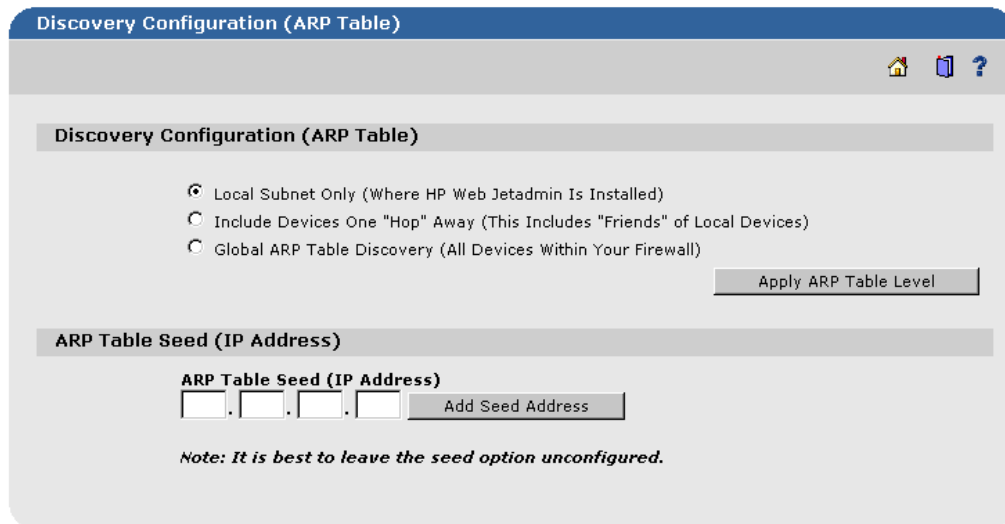 Discovery Configuration (ARP Table)
?
Discovery Configuration (ARP Table)
Local Subnet Only (Where HP Web Jetadmin Is Installed)
Include Devices One "Hop" Away (This Includes "Friends" of Local Devices)
Global ARP Table Discovery (All Devices Within Your Firewall)
Apply ARP Table Level
ARP Table Seed (IP Address)
ARP Table Seed (IP Address)
. . . Add Seed Address
Note: It is best to leave the seed option unconfigured.